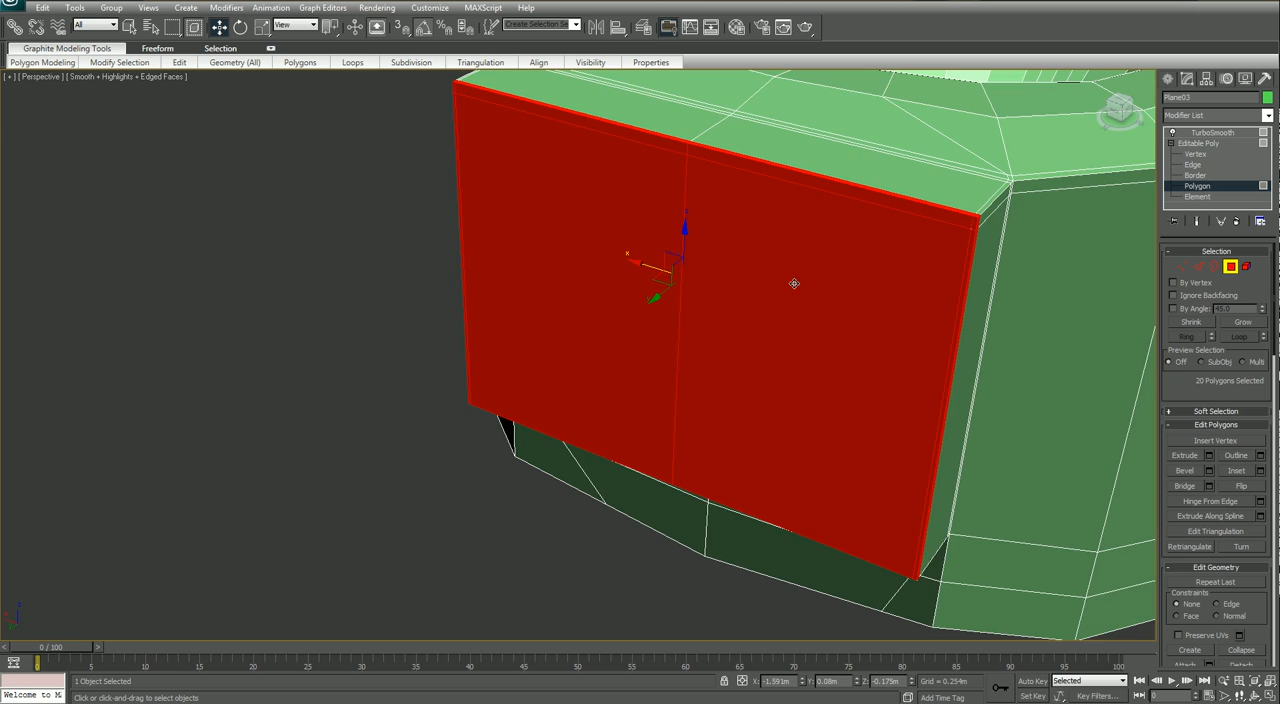 Edit Tools Group Views Create Modifiers Animation Graph Editors Rendering Customize MAXScript Help
All View Create Selection Se
Graphite Modeling Tools Freeform Selection
Polygon Modeling Modify Selection Edit Geometry (All) Polygons Loops Subdivision Triangulation Align Visibility Properties
[ + ] [ Perspective ] [ Smooth + Highlights + Edged Faces ]
Plane03
Modifier List
TurboSmooth
Editable Poly
Vertex
Edge
Border
Polygon
Element
- Selection
By Vertex
Ignore Backfacing
By Angle: 45.0
Shrink Grow
Ring Loop
Preview Selection
Off SubObj Multi
20 Polygons Selected
+ Soft Selection
- Edit Polygons
Insert Vertex
Extrude Outline
Bevel Inset
Bridge Flip
Hinge From Edge
Extrude Along Spline
Edit Triangulation
Retriangulate Turn
- Edit Geometry
Repeat Last
Constraints
None Edge
Face Normal
Preserve UVs
Create Collapse
Attach Detach
x
z
< 0 / 100 >
0 5 10 15 20 25 30 35 40 45 50 55 60 65 70 75 80 85 90 95 100
1 Object Selected X: -1.591m Y: 0.08m Z: -0.175m Grid = 0.254m Auto Key Selected
Welcome to M Click or click-and-drag to select objects Add Time Tag Set Key Key Filters... 0